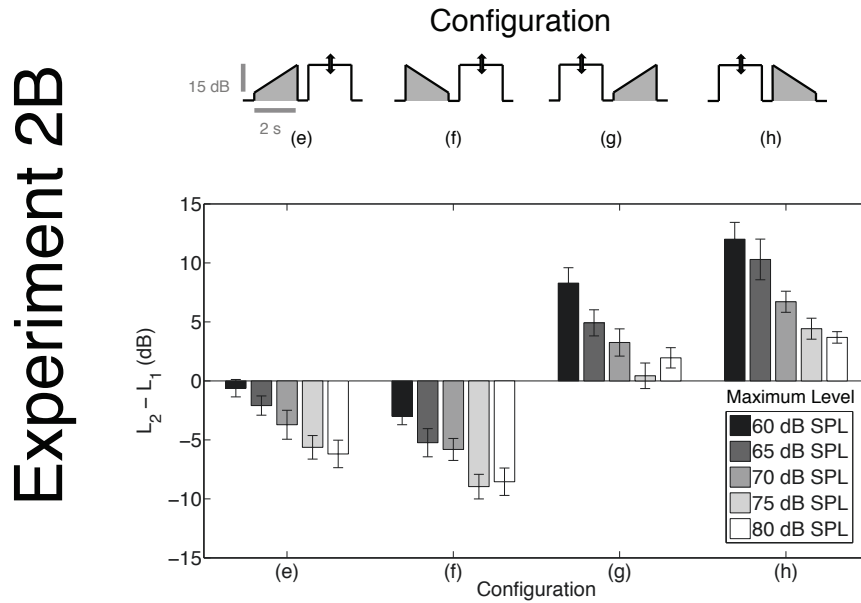 Experiment 2B
Configuration
15 dB
2 s
(e) (f) (g) (h)
L2 − L1 (dB)
15
10
5
0
−5
−10
−15
Maximum Level
60 dB SPL
65 dB SPL
70 dB SPL
75 dB SPL
80 dB SPL
(e) (f) (g) (h)
Configuration